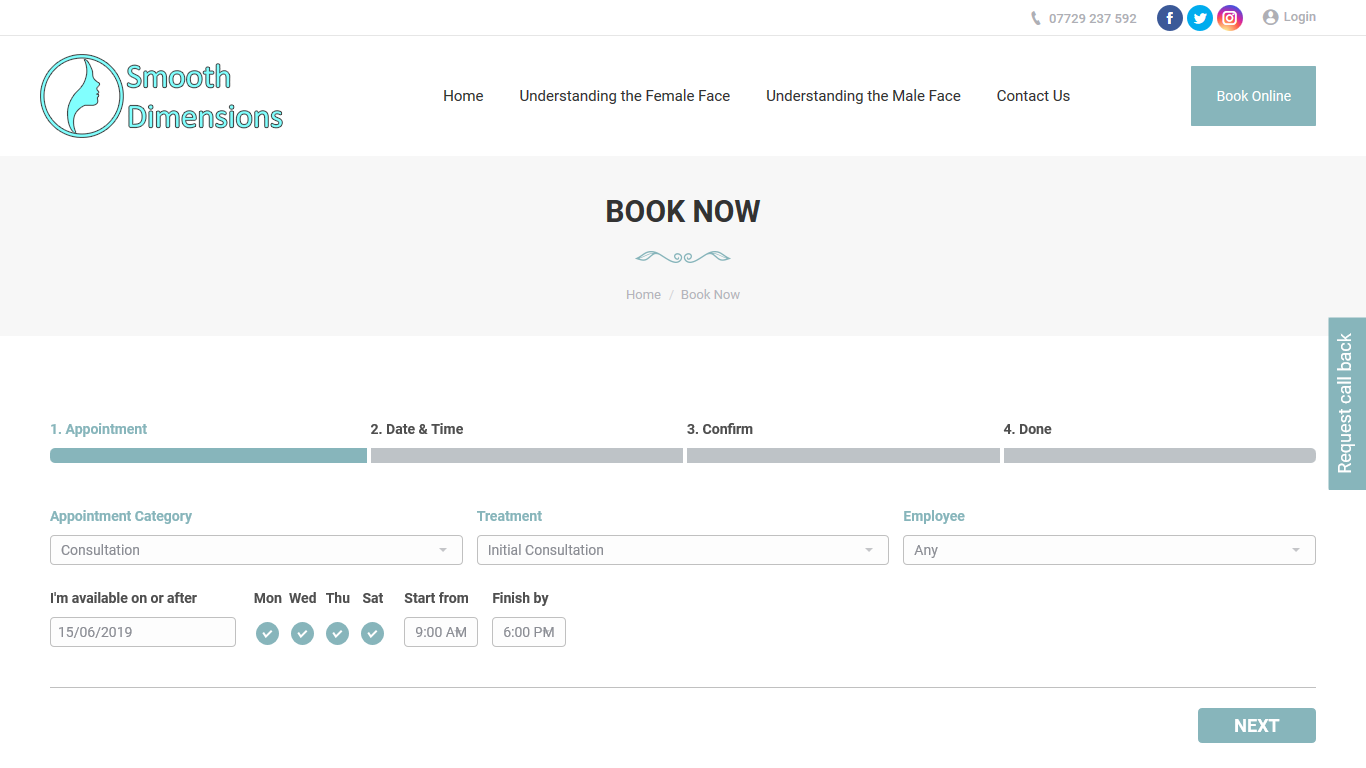 07729 237 592 Login
Smooth
Dimensions
Home Understanding the Female Face Understanding the Male Face Contact Us
Book Online
BOOK NOW
Home / Book Now
Request call back
1. Appointment 2. Date & Time 3. Confirm 4. Done
Appointment Category Treatment Employee
Consultation Initial Consultation Any
I'm available on or after Mon Wed Thu Sat Start from Finish by
15/06/2019 9:00 AM 6:00 PM
NEXT